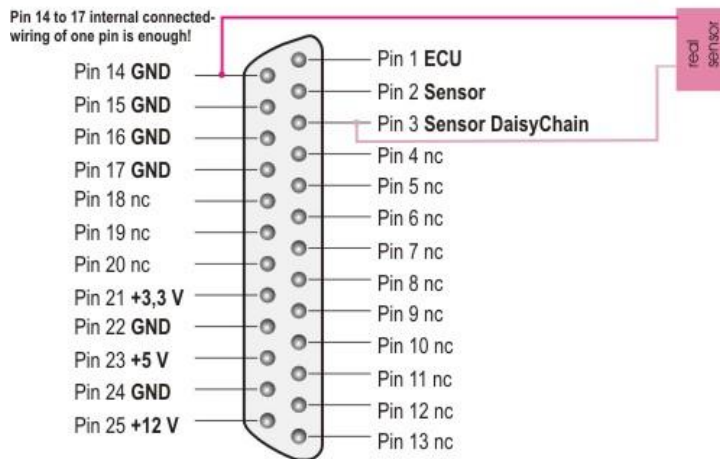 Pin 14 to 17 internal connected-
wiring of one pin is enough!
Pin 14 GND
Pin 15 GND
Pin 16 GND
Pin 17 GND
Pin 18 nc
Pin 19 nc
Pin 20 nc
Pin 21 +3,3 V
Pin 22 GND
Pin 23 +5 V
Pin 24 GND
Pin 25 +12 V
Pin 1 ECU
Pin 2 Sensor
Pin 3 Sensor DaisyChain
Pin 4 nc
Pin 5 nc
Pin 6 nc
Pin 7 nc
Pin 8 nc
Pin 9 nc
Pin 10 nc
Pin 11 nc
Pin 12 nc
Pin 13 nc
real
sensor